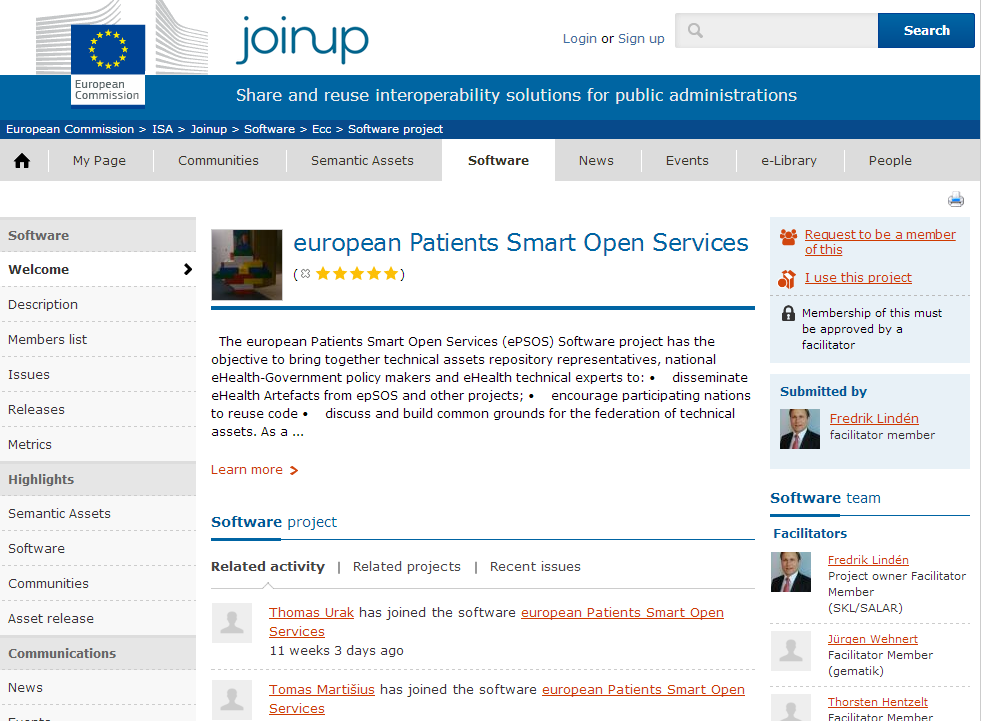 European
Commission
joinup
Login or Sign up
Search
Share and reuse interoperability solutions for public administrations
European Commission > ISA > Joinup > Software > Ecc > Software project
My Page
Communities
Semantic Assets
Software
News
Events
e-Library
People
Software
Welcome
Description
Members list
Issues
Releases
Metrics
Highlights
Semantic Assets
Software
Communities
Asset release
Communications
News
Events
european Patients Smart Open Services
The european Patients Smart Open Services (ePSOS) Software project has the
objective to bring together technical assets repository representatives, national
eHealth-Government policy makers and eHealth technical experts to: • disseminate
eHealth Artefacts from epSOS and other projects; • encourage participating nations
to reuse code • discuss and build common grounds for the federation of technical
assets. As a ...
Learn more
Software project
Related activity | Related projects | Recent issues
Thomas Urak has joined the software european Patients Smart Open
Services
11 weeks 3 days ago
Tomas Martišius has joined the software european Patients Smart Open
Services
Request to be a member
of this
I use this project
Membership of this must
be approved by a
facilitator
Submitted by
Fredrik Lindén
facilitator member
Software team
Facilitators
Fredrik Lindén
Project owner Facilitator
Member
(SKL/SALAR)
Jürgen Wehnert
Facilitator Member
(gematik)
Thorsten Hentzelt
Facilitator Member